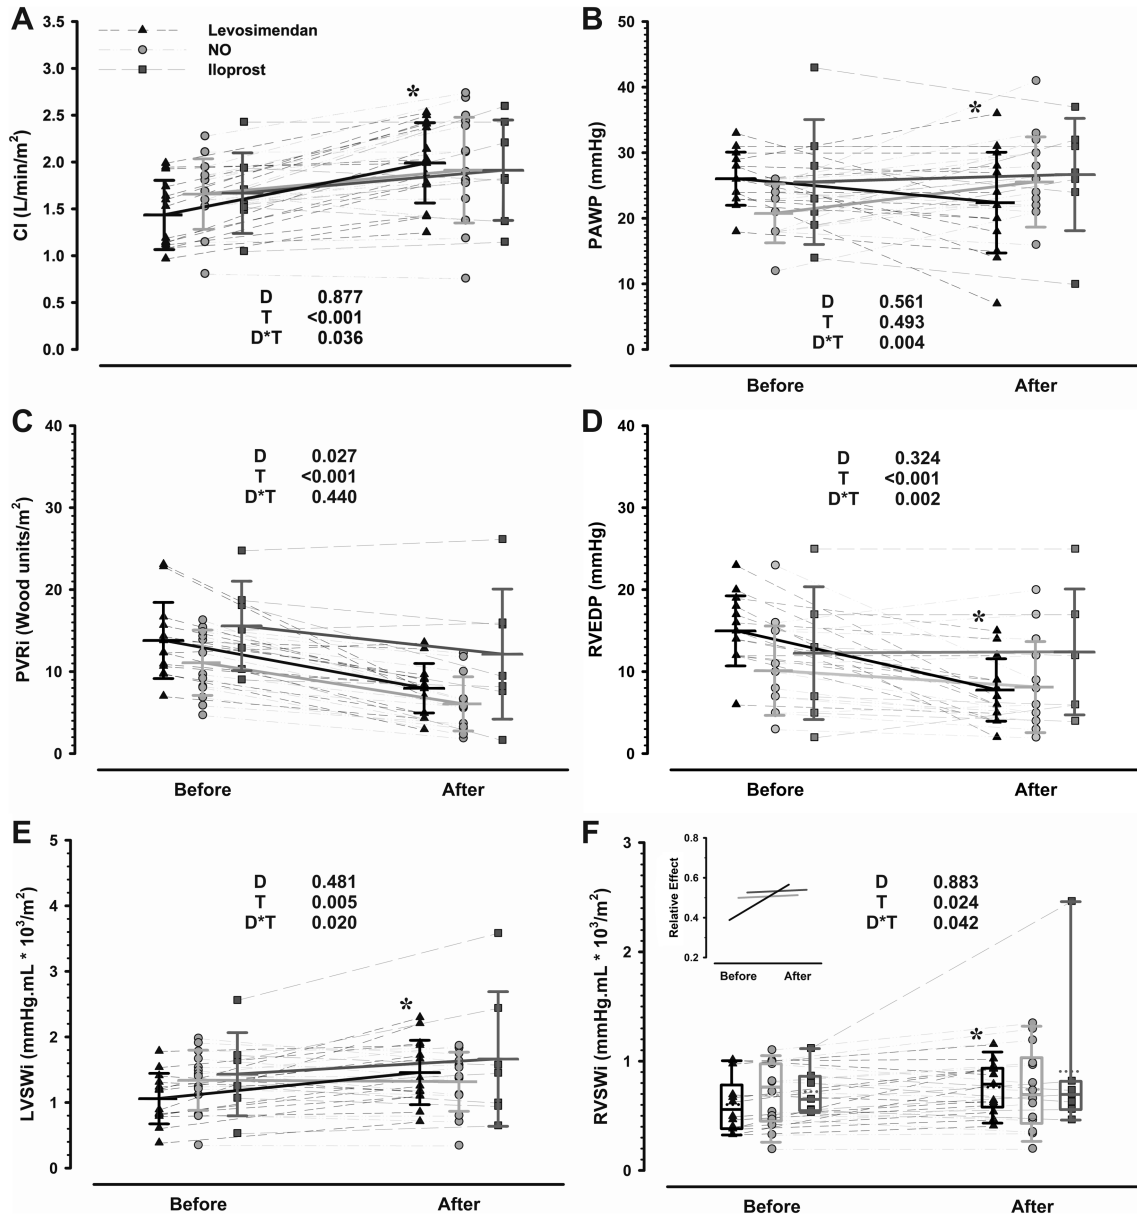 A
3.5
3.0
2.5
2.0
1.5
1.0
0.5
0.0
CI (L/min/m²)
Levosimendan
NO
Iloprost
*
D 0.877
T <0.001
D*T 0.036
B
50
40
30
20
10
0
PAWP (mmHg)
*
D 0.561
T 0.493
D*T 0.004
Before After
C
40
30
20
10
0
PVRi (Wood units/m²)
D 0.027
T <0.001
D*T 0.440
Before After
D
40
30
20
10
0
RVEDP (mmHg)
D 0.324
T <0.001
D*T 0.002
*
Before After
E
5
4
3
2
1
0
LVSWi (mmHg.mL * 10³/m²)
D 0.481
T 0.005
D*T 0.020
*
Before After
F
3
2
1
0
RVSWi (mmHg.mL * 10³/m²)
0.8
0.6
0.4
0.2
Relative Effect
Before After
D 0.883
T 0.024
D*T 0.042
*
Before After